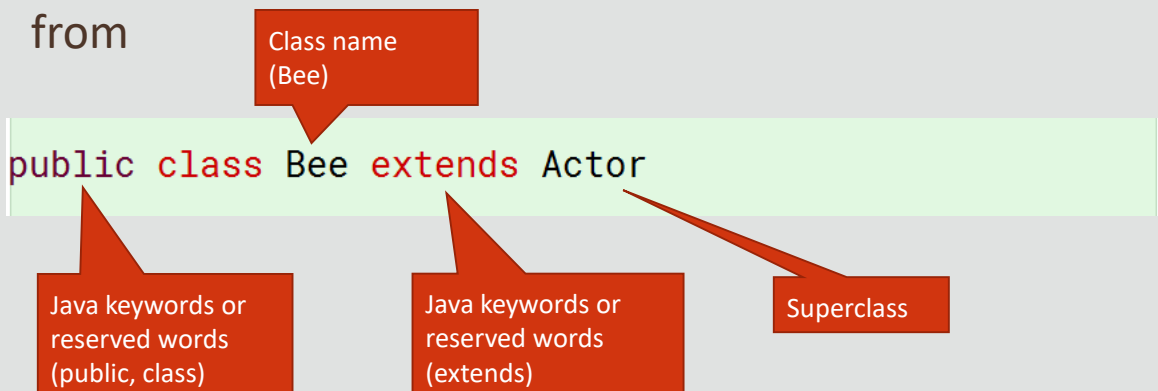 from
Class name
(Bee)
public class Bee extends Actor
Java keywords or
reserved words
(public, class)
Java keywords or
reserved words
(extends)
Superclass